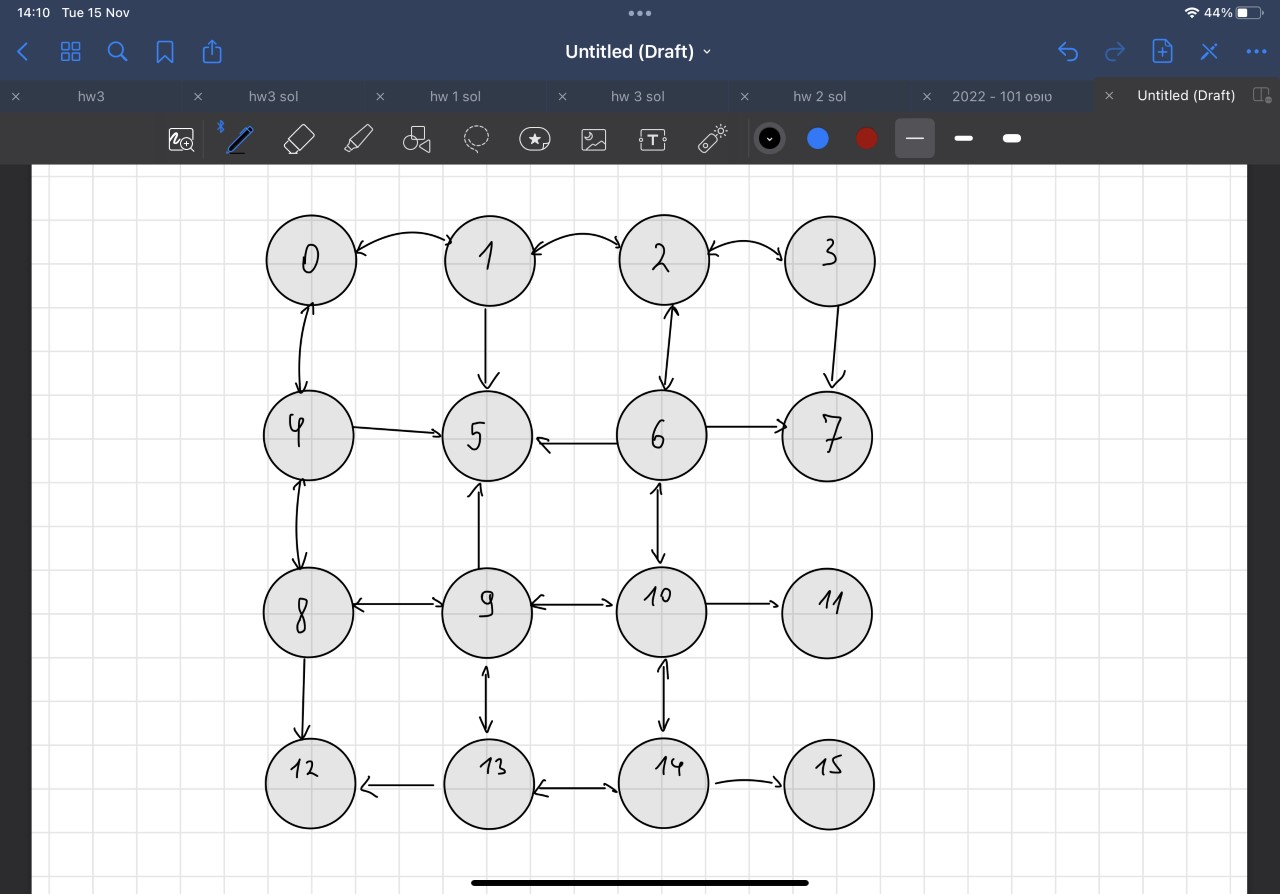 14:10 Tue 15 Nov 44%
Untitled (Draft)
hw3 hw3 sol hw 1 sol hw 3 sol hw 2 sol 2022 - 101 טופס Untitled (Draft)
T
0 1 2 3
4 5 6 7
8 9 10 11
12 13 14 15